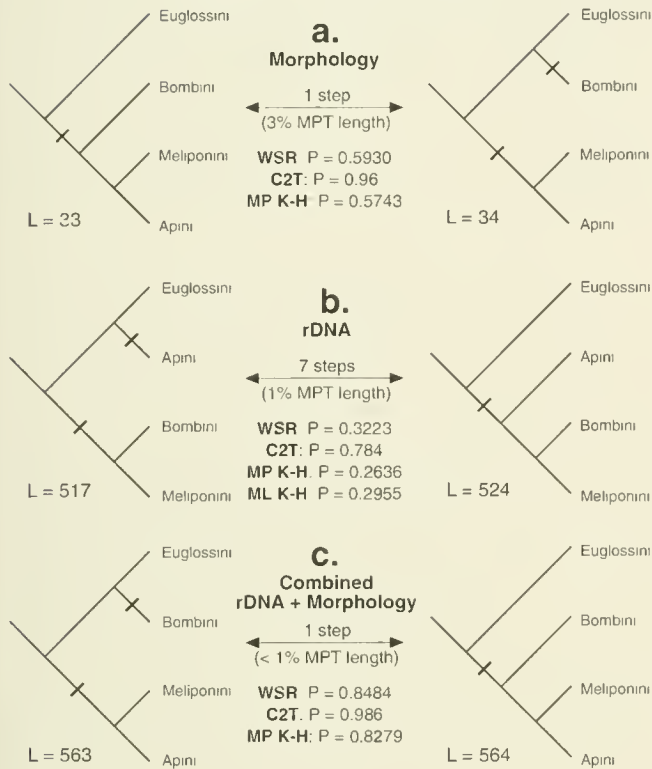 a.
Morphology
Euglossini
Bombini
Meliponini
Apini
L = 33
1 step
(3% MPT length)
WSR P = 0.5930
C2T: P = 0.96
MP K-H P = 0.5743
Euglossini
Bombini
Meliponini
Apini
L = 34
b.
rDNA
Euglossini
Apini
Bombini
Meliponini
L = 517
7 steps
(1% MPT length)
WSR P = 0.3223
C2T: P = 0.784
MP K-H. P = 0.2636
ML K-H P = 0.2955
Euglossini
Apini
Bombini
Meliponini
L = 524
c.
Combined
rDNA + Morphology
Euglossini
Bombini
Meliponini
Apini
L = 563
1 step
(< 1% MPT length)
WSR P = 0.8484
C2T. P = 0.986
MP K-H: P = 0.8279
Euglossini
Bombini
Meliponini
Apini
L = 564